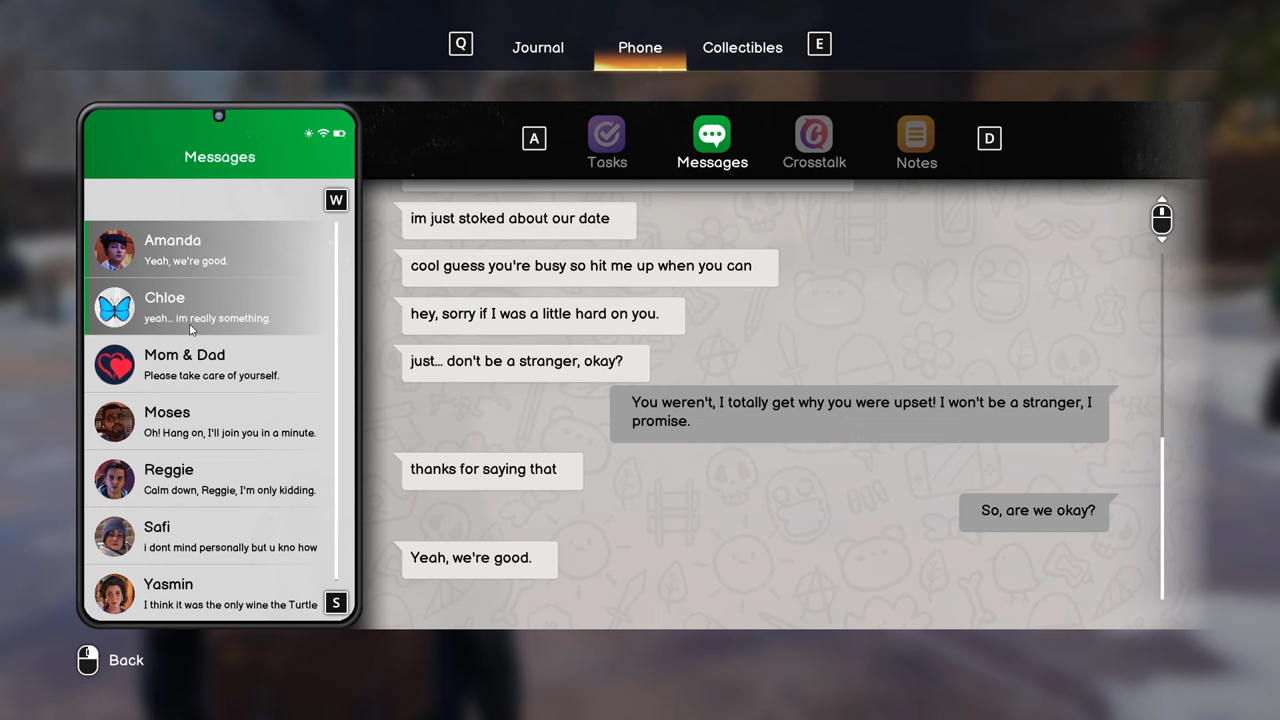 Q
Journal
Phone
Collectibles
E
A
Tasks
Messages
Crosstalk
Notes
D
Messages
W
Amanda
Yeah, we're good.
Chloe
yeah... im really something.
Mom & Dad
Please take care of yourself.
Moses
Oh! Hang on, I'll join you in a minute.
Reggie
Calm down, Reggie, I'm only kidding.
Safi
i dont mind personally but u kno how
Yasmin
I think it was the only wine the Turtle
S
im just stoked about our date
cool guess you're busy so hit me up when you can
hey, sorry if I was a little hard on you.
just... don't be a stranger, okay?
You weren't, I totally get why you were upset! I won't be a stranger, I
promise.
thanks for saying that
So, are we okay?
Yeah, we're good.
Back